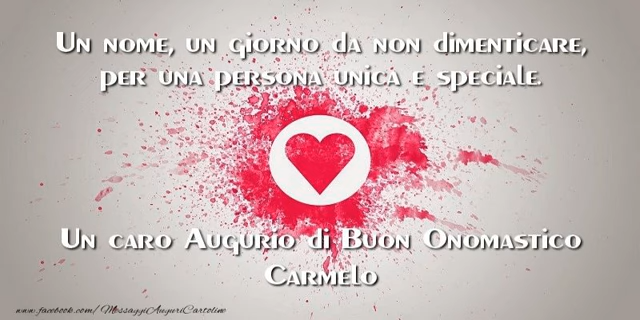 Un nome, un giorno da non dimenticare,
per una persona unica e speciale.
Un caro Augurio di Buon Onomastico
Carmelo
www.facebook.com/MessaggiAuguriCartoline